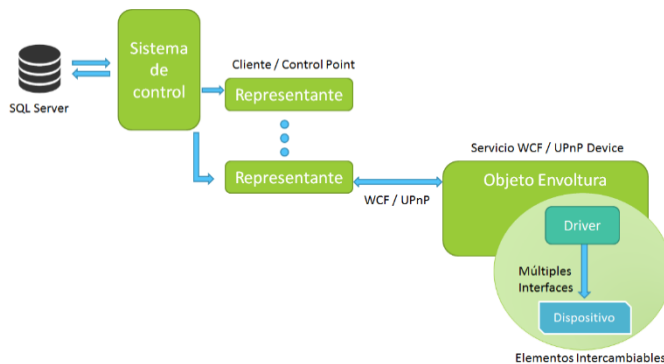 Sistema
de
control
SQL Server
Cliente / Control Point
Representante
Representante
WCF / UPnP
Servicio WCF / UPnP Device
Objeto Envoltura
Driver
Múltiples
Interfaces
Dispositivo
Elementos Intercambiables